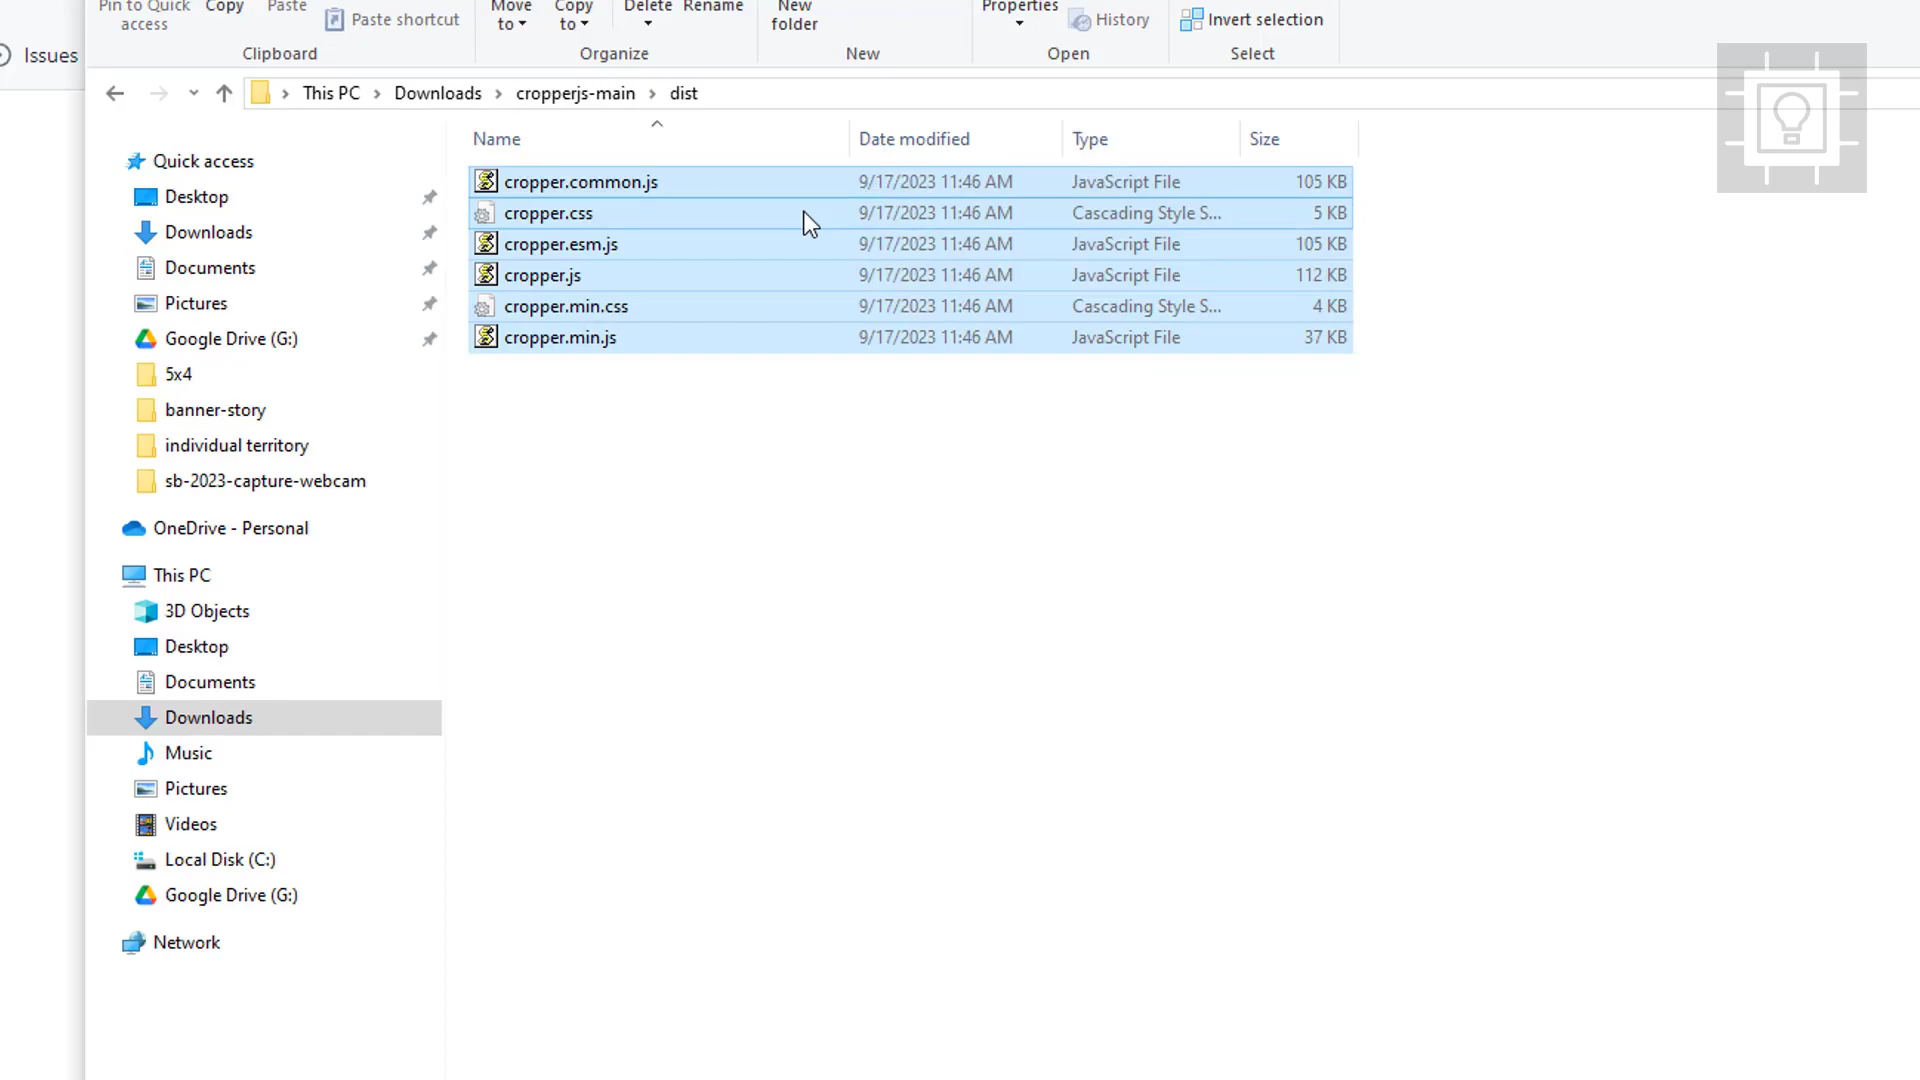 Pin to Quick access
Copy
Paste
Paste shortcut
Clipboard
Move to
Copy to
Delete
Rename
Organize
New folder
New
Properties
History
Open
Invert selection
Select
Issues
This PC > Downloads > cropperjs-main > dist
Name Date modified Type Size
cropper.common.js 9/17/2023 11:46 AM JavaScript File 105 KB
cropper.css 9/17/2023 11:46 AM Cascading Style S... 5 KB
cropper.esm.js 9/17/2023 11:46 AM JavaScript File 105 KB
cropper.js 9/17/2023 11:46 AM JavaScript File 112 KB
cropper.min.css 9/17/2023 11:46 AM Cascading Style S... 4 KB
cropper.min.js 9/17/2023 11:46 AM JavaScript File 37 KB
Quick access
Desktop
Downloads
Documents
Pictures
Google Drive (G:)
5x4
banner-story
individual territory
sb-2023-capture-webcam
OneDrive - Personal
This PC
3D Objects
Desktop
Documents
Downloads
Music
Pictures
Videos
Local Disk (C:)
Google Drive (G:)
Network